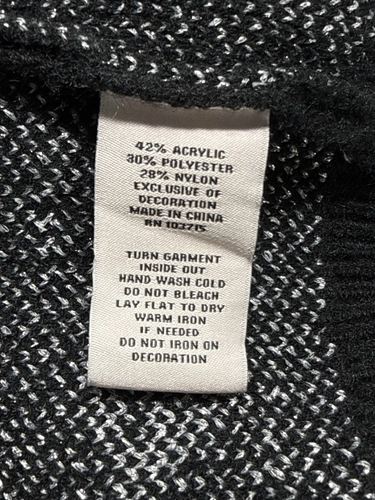 42% ACRYLIC
30% POLYESTER
28% NYLON
EXCLUSIVE OF
DECORATION
MADE IN CHINA
RN 103715
TURN GARMENT
INSIDE OUT
HAND WASH COLD
DO NOT BLEACH
LAY FLAT TO DRY
WARM IRON
IF NEEDED
DO NOT IRON ON
DECORATION